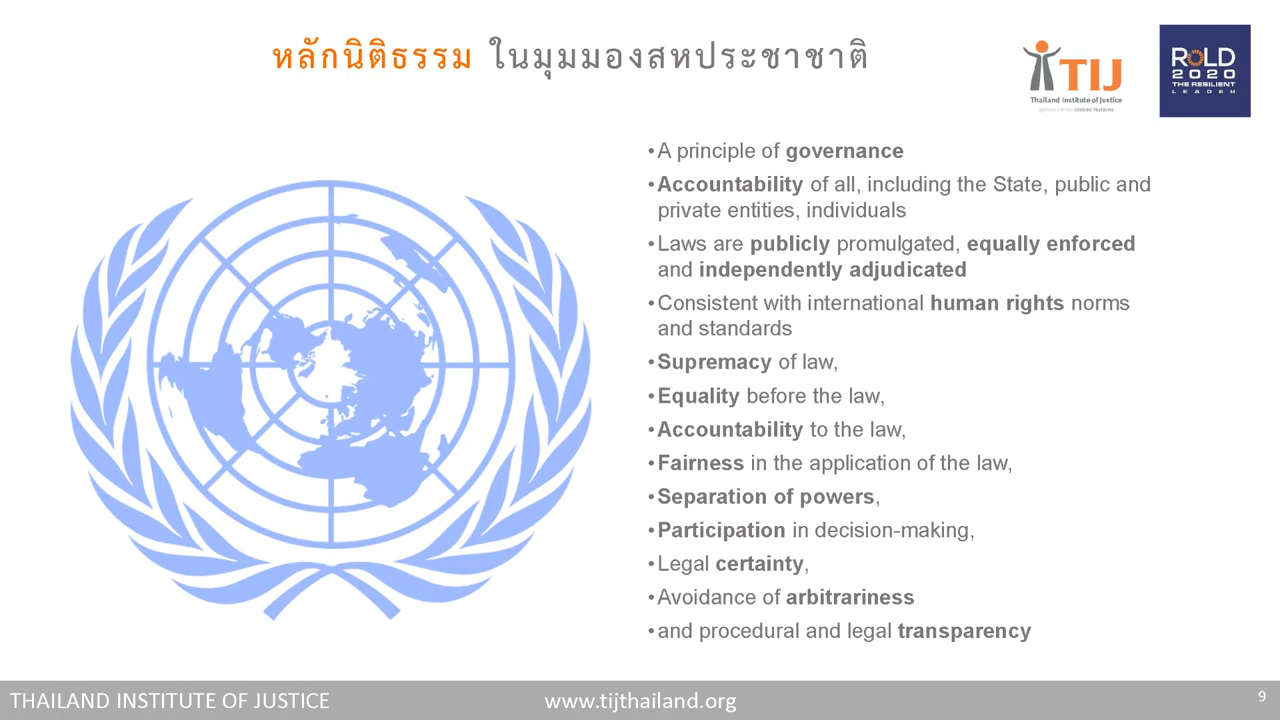 หลักนิติธรรม ในมุมมองสหประชาชาติ
TIJ
Thailand Institute of Justice
RoLD
2020
THE RESILIENT
LEADER
•A principle of governance
•Accountability of all, including the State, public and
private entities, individuals
•Laws are publicly promulgated, equally enforced
and independently adjudicated
•Consistent with international human rights norms
and standards
•Supremacy of law,
•Equality before the law,
•Accountability to the law,
•Fairness in the application of the law,
•Separation of powers,
•Participation in decision-making,
•Legal certainty,
•Avoidance of arbitrariness
•and procedural and legal transparency
THAILAND INSTITUTE OF JUSTICE
www.tijthailand.org
9